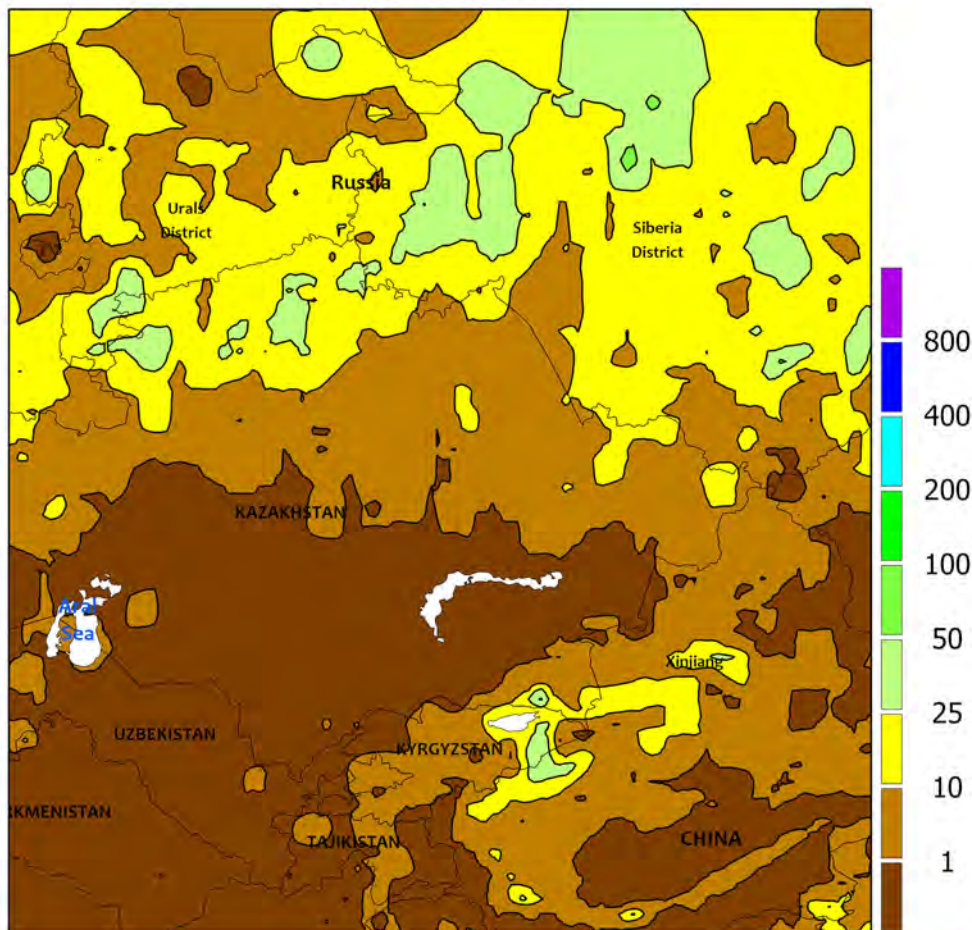 Russia
Urals
District
Siberia
District
800
400
200
100
50
25
10
1
KAZAKHSTAN
Aral
Sea
Xinjiang
UZBEKISTAN
KYRGYZSTAN
RKMENISTAN
TAJIKISTAN
CHINA